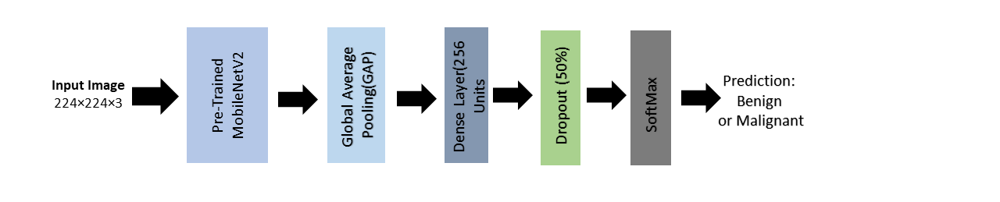 Input Image
224×224×3
Pre-Trained
MobileNetV2
Global Average
Pooling(GAP)
Dense Layer(256
Units
Dropout (50%)
SoftMax
Prediction:
Benign
or Malignant